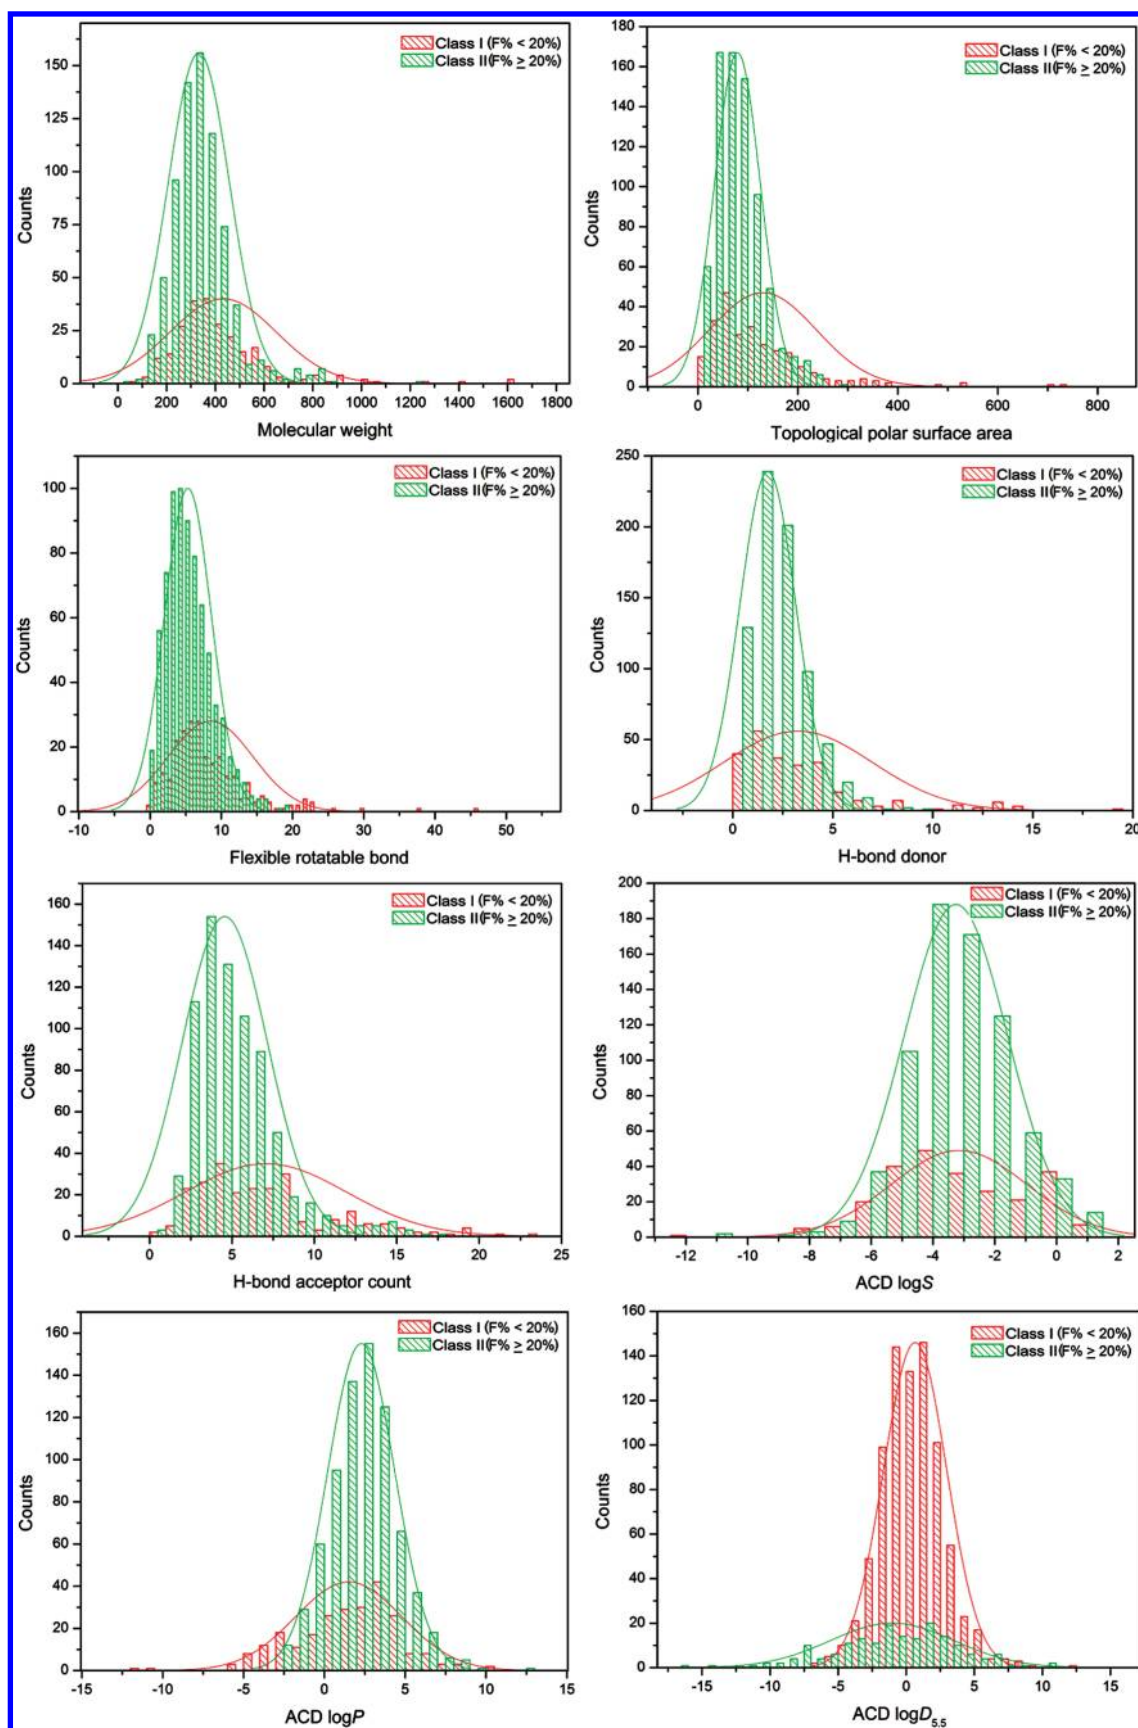 Class I (F% < 20%)
Class II(F% ≥ 20%)
150
125
100
75
50
25
0
Counts
0 200 400 600 800 1000 1200 1400 1600 1800
Molecular weight
Class I (F% < 20%)
Class II(F% ≥ 20%)
180
160
140
120
100
80
60
40
20
0
Counts
0 200 400 600 800
Topological polar surface area
Class I (F% < 20%)
Class II(F% ≥ 20%)
100
80
60
40
20
0
Counts
-10 0 10 20 30 40 50
Flexible rotatable bond
Class I (F% < 20%)
Class II(F% ≥ 20%)
250
200
150
100
50
0
Counts
0 5 10 15 20
H-bond donor
Class I (F% < 20%)
Class II(F% ≥ 20%)
160
140
120
100
80
60
40
20
0
Counts
0 5 10 15 20 25
H-bond acceptor count
Class I (F% < 20%)
Class II(F% ≥ 20%)
200
180
160
140
120
100
80
60
40
20
0
Counts
-12 -10 -8 -6 -4 -2 0 2
ACD logS
Class I (F% < 20%)
Class II(F% ≥ 20%)
160
140
120
100
80
60
40
20
0
Counts
-15 -10 -5 0 5 10 15
ACD logP
Class I (F% < 20%)
Class II(F% ≥ 20%)
160
140
120
100
80
60
40
20
0
Counts
-15 -10 -5 0 5 10 15
ACD logD5.5